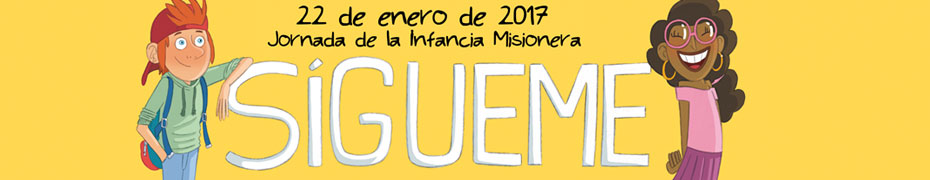 22 de enero de 2017
Jornada de la Infancia Misionera
SÍGUEME